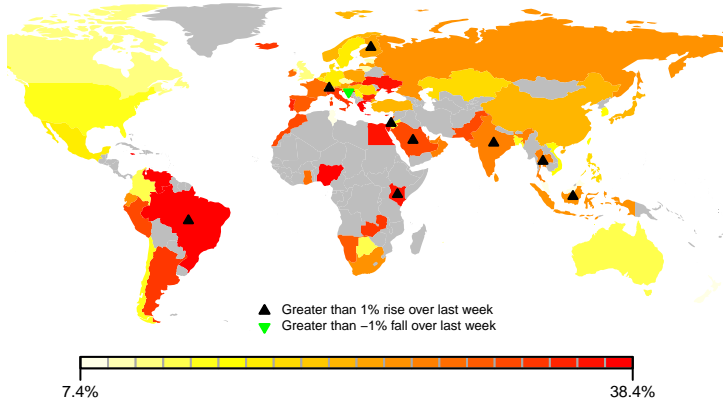 Greater than 1% rise over last week
Greater than −1% fall over last week
7.4%
38.4%